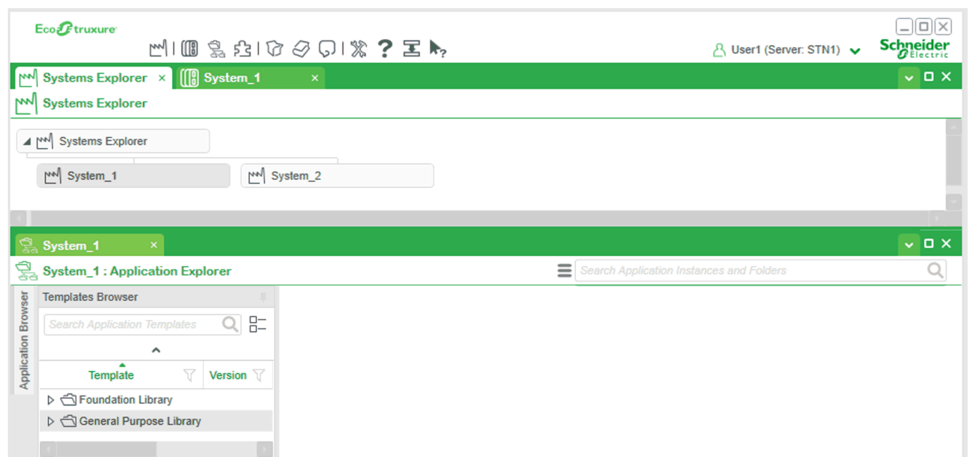 EcoStruxure
User1 (Server: STN1)
Schneider
Electric
Systems Explorer × System_1 ×
Systems Explorer
Systems Explorer
System_1 System_2
System_1 ×
System_1 : Application Explorer Search Application Instances and Folders
Application Browser
Templates Browser
Search Application Templates
Template Version
Foundation Library
General Purpose Library